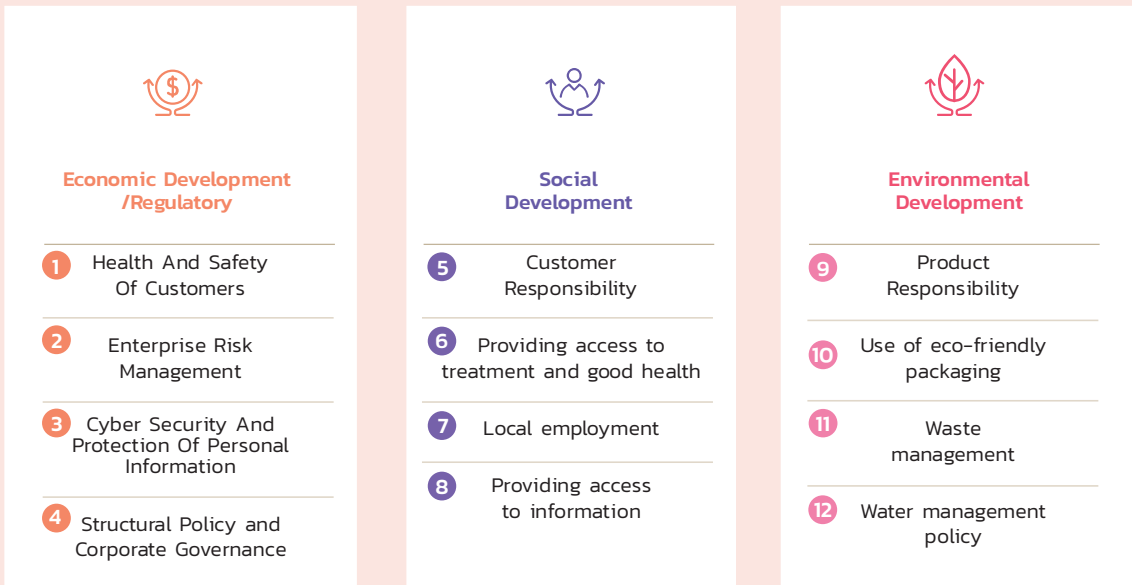 $
Economic Development
/Regulatory
1
Health And Safety
Of Customers
2
Enterprise Risk
Management
3
Cyber Security And
Protection Of Personal
Information
4
Structural Policy and
Corporate Governance
Social
Development
5
Customer
Responsibility
6
Providing access to
treatment and good health
7
Local employment
8
Providing access
to information
Environmental
Development
9
Product
Responsibility
10
Use of eco-friendly
packaging
11
Waste
management
12
Water management
policy